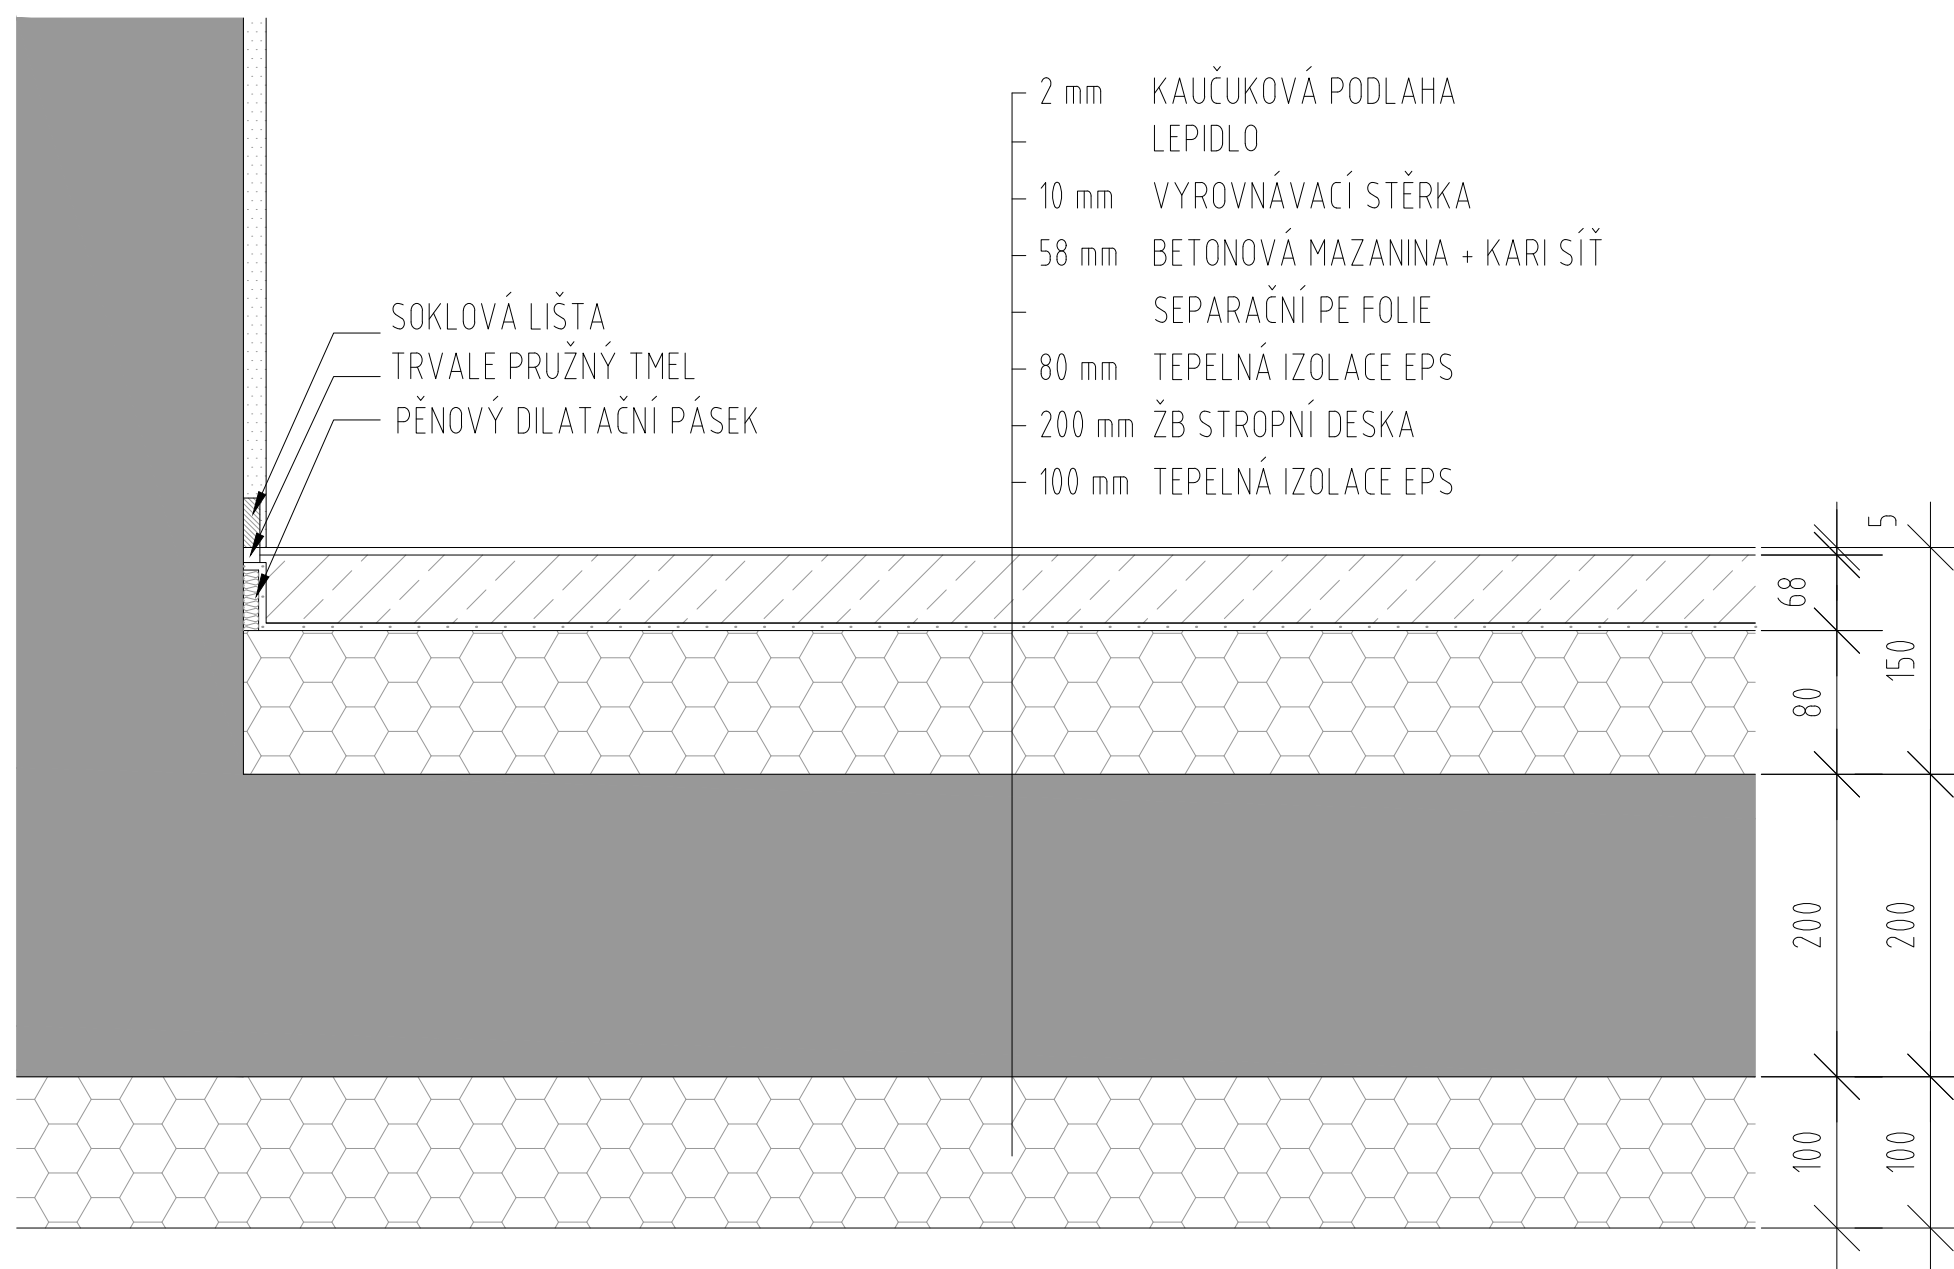 2 mm KAUČUKOVÁ PODLAHA
LEPIDLO
10 mm VYROVNÁVACÍ STĚRKA
58 mm BETONOVÁ MAZANINA + KARI SÍŤ
SEPARAČNÍ PE FOLIE
80 mm TEPELNÁ IZOLACE EPS
200 mm ŽB STROPNÍ DESKA
100 mm TEPELNÁ IZOLACE EPS
SOKLOVÁ LIŠTA
TRVALE PRUŽNÝ TMEL
PĚNOVÝ DILATAČNÍ PÁSEK
5
68
150
80
200
200
100
100